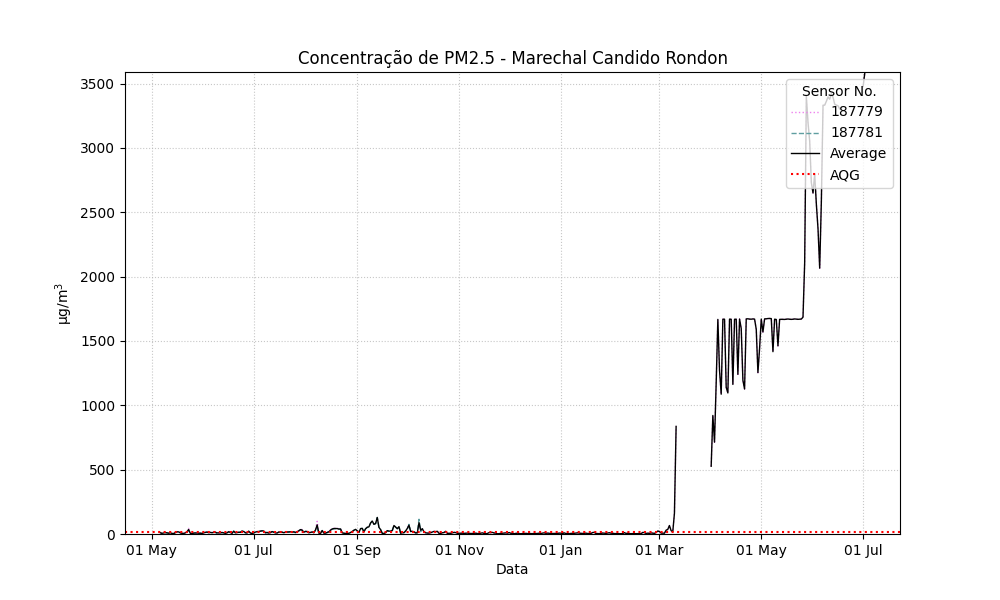 Concentração de PM2.5 - Marechal Candido Rondon
3500
3000
2500
2000
1500
1000
500
0
µg/m³
Sensor No.
187779
187781
Average
AQG
01 May
01 Jul
01 Sep
01 Nov
01 Jan
01 Mar
01 May
01 Jul
Data